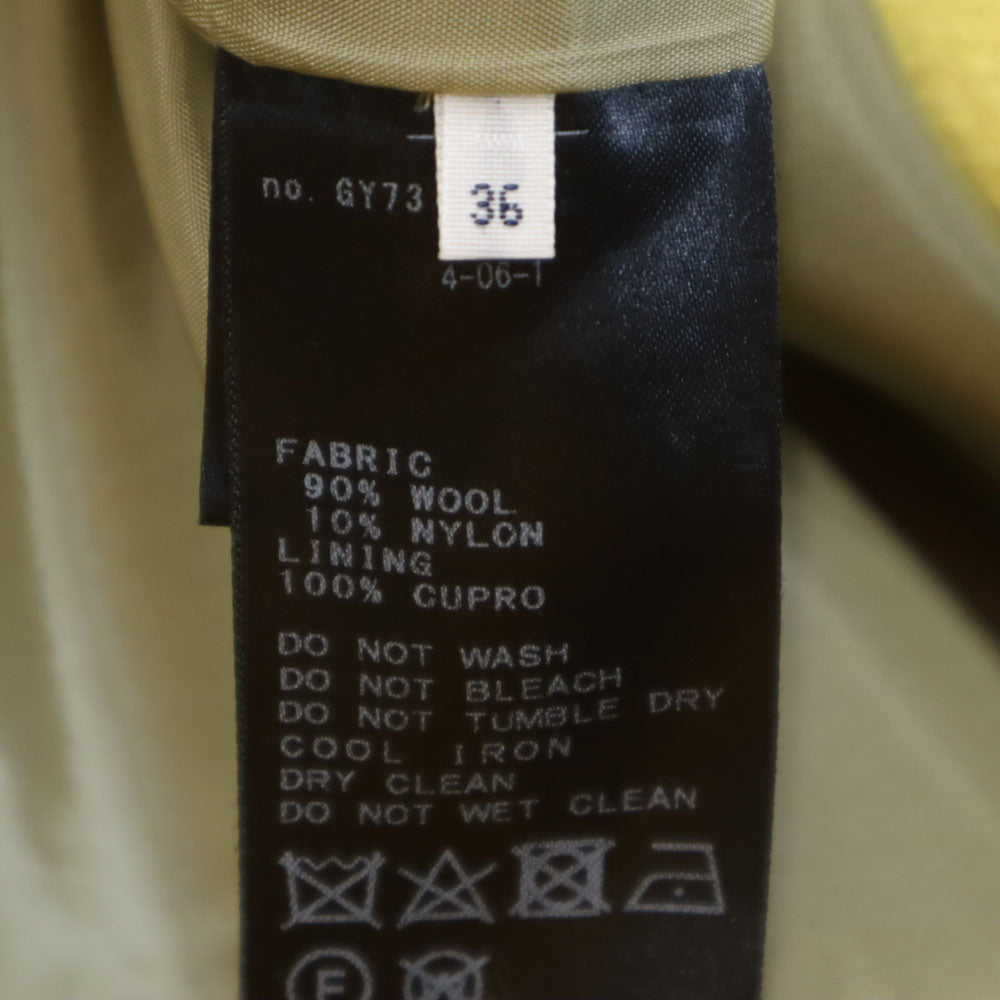 no. GY73
36
4-06-1
FABRIC
90% WOOL
10% NYLON
LINING
100% CUPRO
DO NOT WASH
DO NOT BLEACH
DO NOT TUMBLE DRY
COOL IRON
DRY CLEAN
DO NOT WET CLEAN
F